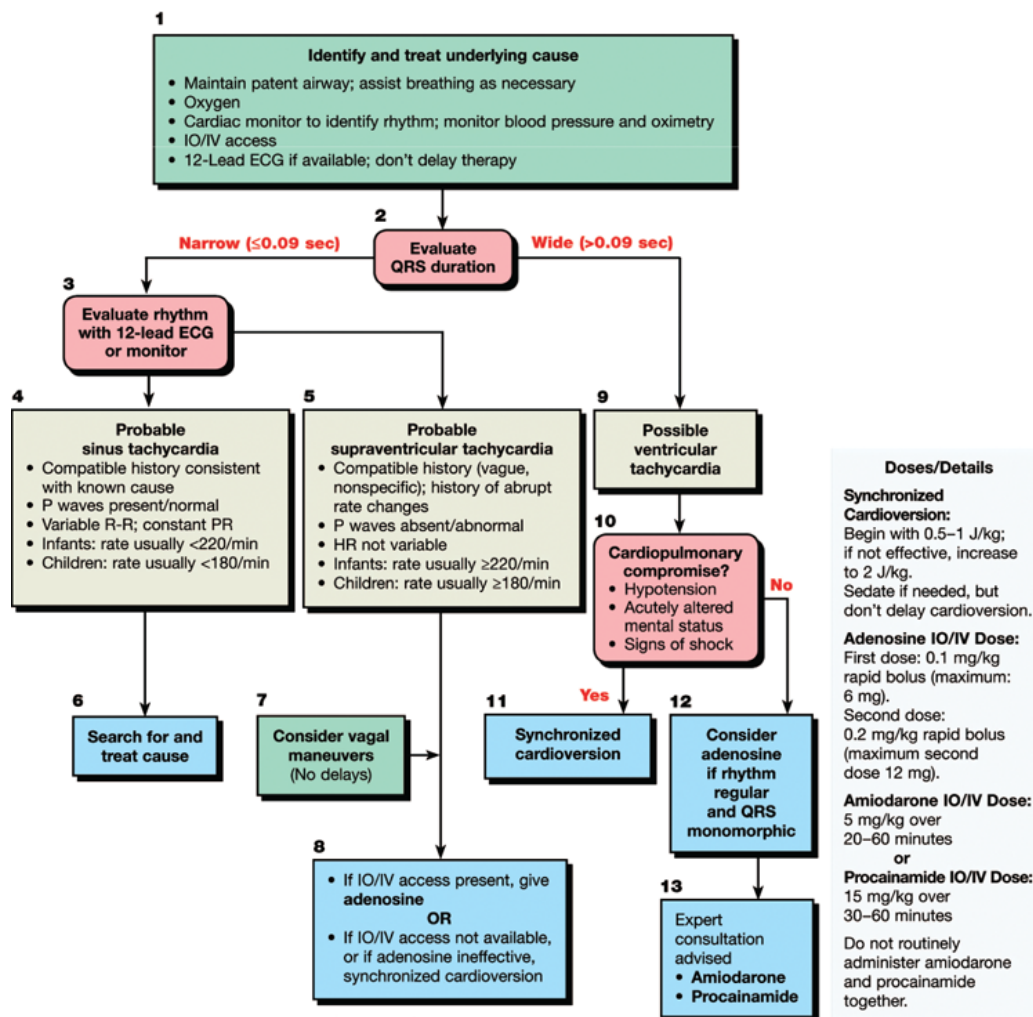 1
Identify and treat underlying cause
• Maintain patent airway; assist breathing as necessary
• Oxygen
• Cardiac monitor to identify rhythm; monitor blood pressure and oximetry
• IO/IV access
• 12-Lead ECG if available; don't delay therapy
2
Narrow (≤0.09 sec)
Evaluate
QRS duration
Wide (>0.09 sec)
3
Evaluate rhythm
with 12-lead ECG
or monitor
4
Probable
sinus tachycardia
• Compatible history consistent
with known cause
• P waves present/normal
• Variable R-R; constant PR
• Infants: rate usually <220/min
• Children: rate usually <180/min
5
Probable
supraventricular tachycardia
• Compatible history (vague,
nonspecific); history of abrupt
rate changes
• P waves absent/abnormal
• HR not variable
• Infants: rate usually ≥220/min
• Children: rate usually ≥180/min
9
Possible
ventricular
tachycardia
10
Cardiopulmonary
compromise?
• Hypotension
• Acutely altered
mental status
• Signs of shock
No
Yes
6
Search for and
treat cause
7
Consider vagal
maneuvers
(No delays)
8
• If IO/IV access present, give
adenosine
OR
• If IO/IV access not available,
or if adenosine ineffective,
synchronized cardioversion
11
Synchronized
cardioversion
12
Consider
adenosine
if rhythm
regular
and QRS
monomorphic
13
Expert
consultation
advised
• Amiodarone
• Procainamide
Doses/Details
Synchronized
Cardioversion:
Begin with 0.5–1 J/kg;
if not effective, increase
to 2 J/kg.
Sedate if needed, but
don't delay cardioversion.
Adenosine IO/IV Dose:
First dose: 0.1 mg/kg
rapid bolus (maximum:
6 mg).
Second dose:
0.2 mg/kg rapid bolus
(maximum second
dose 12 mg).
Amiodarone IO/IV Dose:
5 mg/kg over
20–60 minutes
or
Procainamide IO/IV Dose:
15 mg/kg over
30–60 minutes
Do not routinely
administer amiodarone
and procainamide
together.